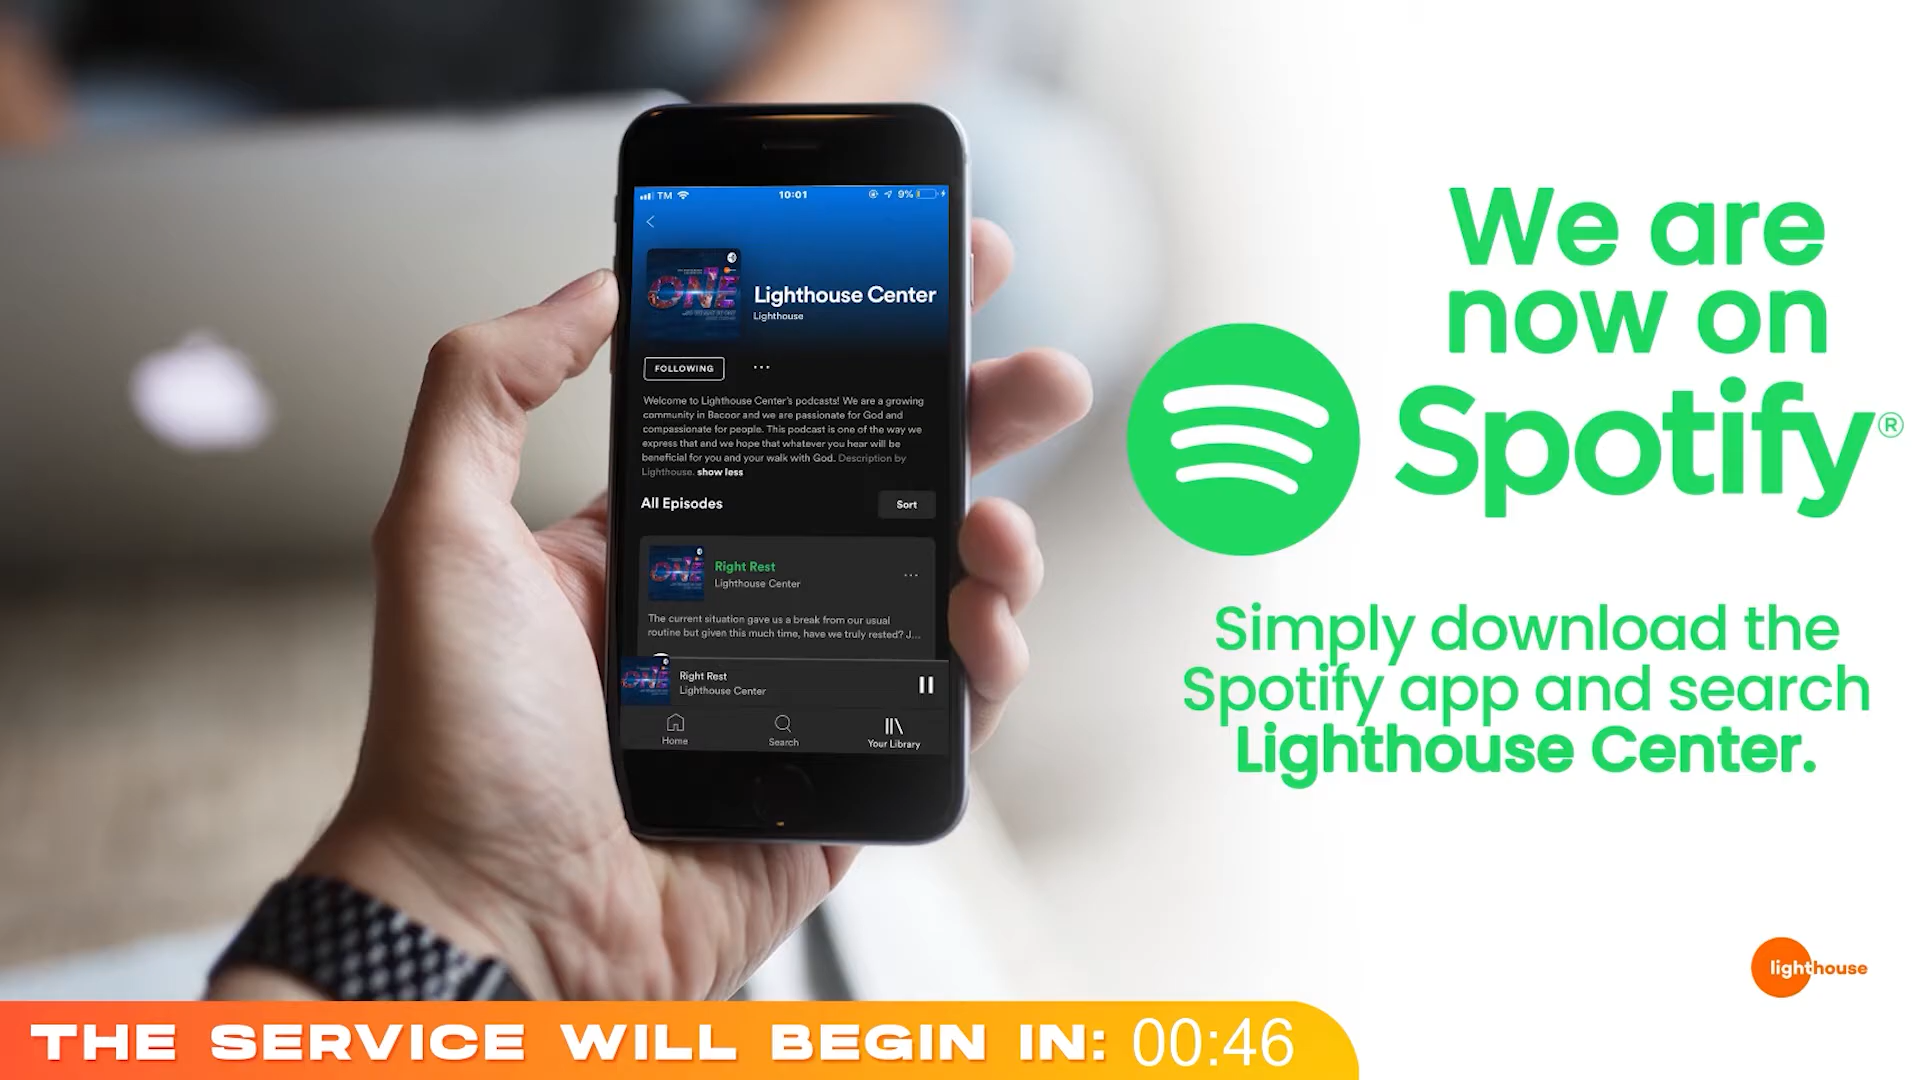 TM 10:01 9%
ONE
Lighthouse Center
Lighthouse
FOLLOWING
Welcome to Lighthouse Center's podcasts! We are a growing
community in Bacoor and we are passionate for God and
compassionate for people. This podcast is one of the way we
express that and we hope that whatever you hear will be
beneficial for you and your walk with God. Description by
Lighthouse. show less
All Episodes
Sort
ONE
Right Rest
Lighthouse Center
The current situation gave us a break from our usual
routine but given this much time, have we truly rested? J...
ONE
Right Rest
Lighthouse Center
Home
Search
Your Library
We are
now on
Spotify®
Simply download the
Spotify app and search
Lighthouse Center.
lighthouse
THE SERVICE WILL BEGIN IN: 00:46